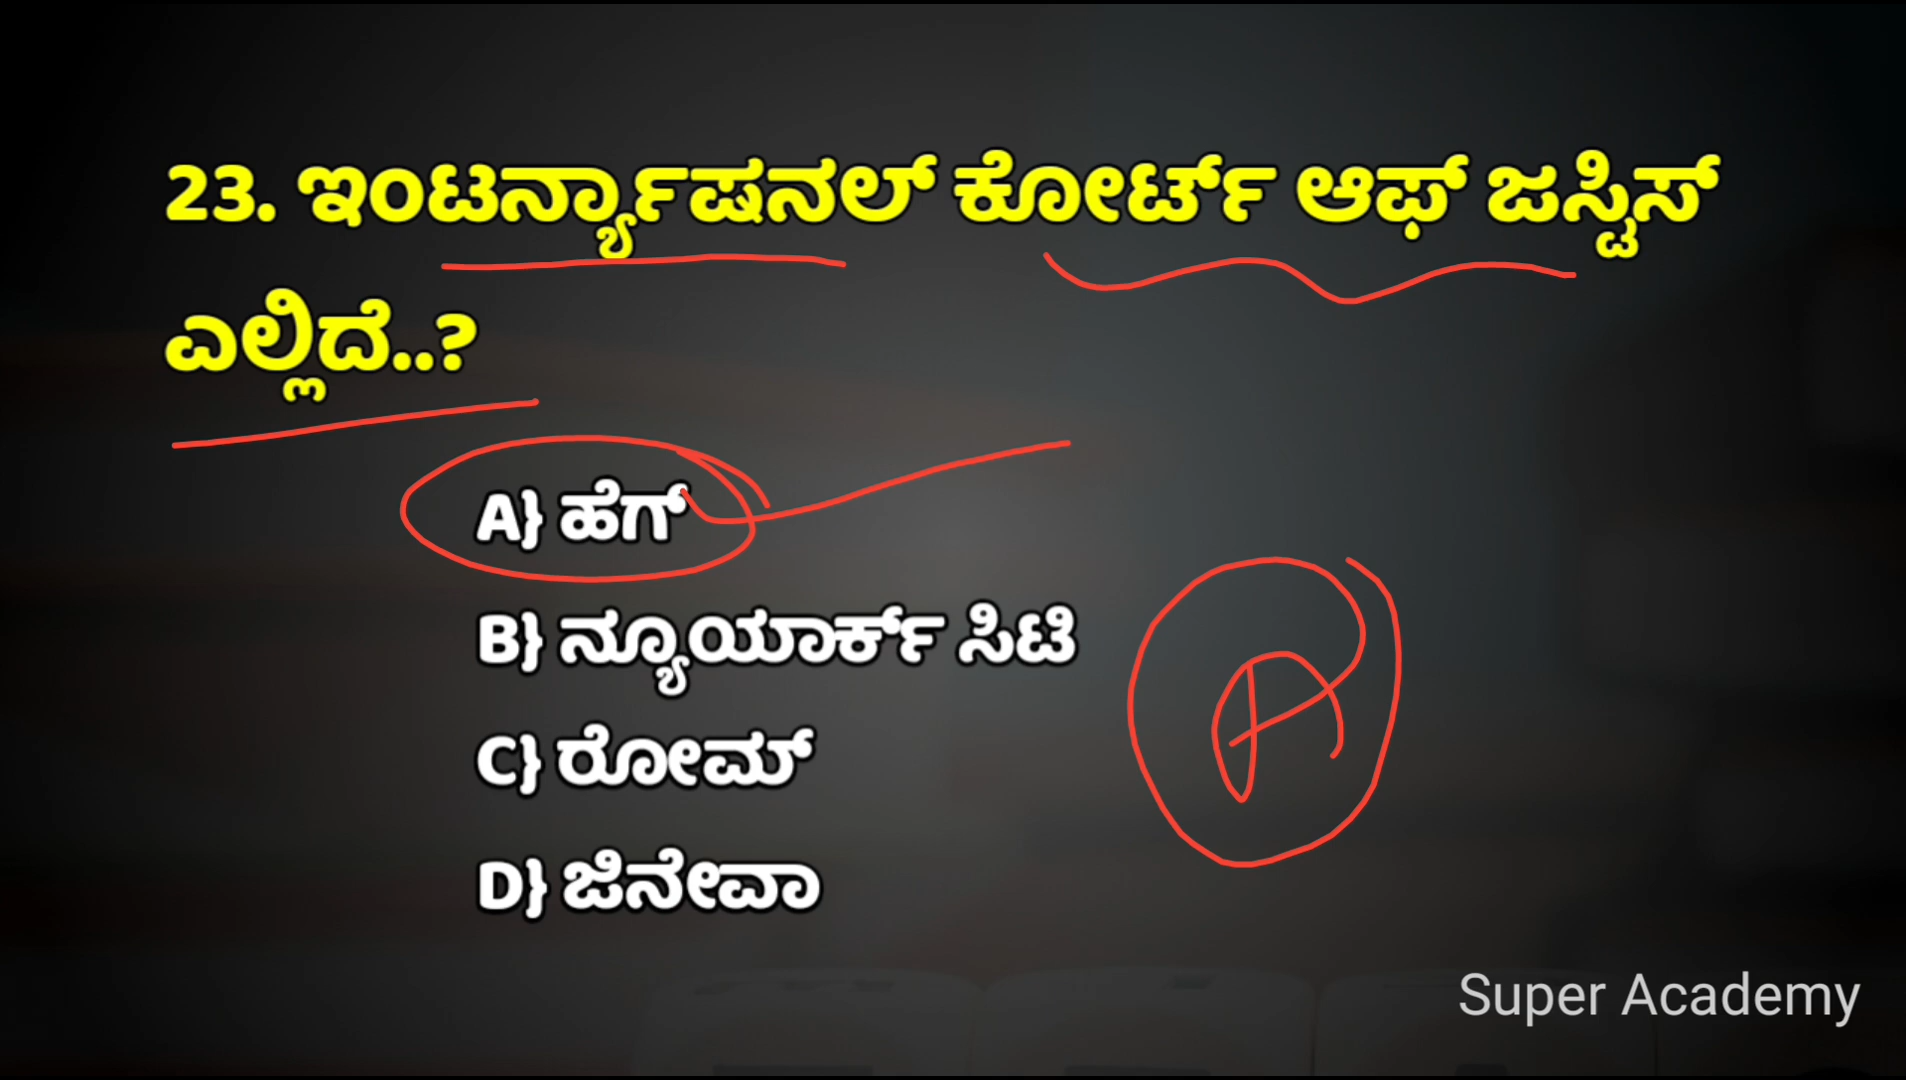 23. ಇಂಟರ್ನ್ಯಾರ್ಷನಲ್ ಕೋರ್ಟ್ ಆಫ್ ಜಸ್ಟಿಸ್
ಎಲ್ಲಿದೆ..?
A} ಹೆಗ್
B} ನ್ಯೂಯಾರ್ಕ್ ಸಿಟಿ
C} ರೋಮ್
D} ಜಿನೇವಾ
A
Super Academy